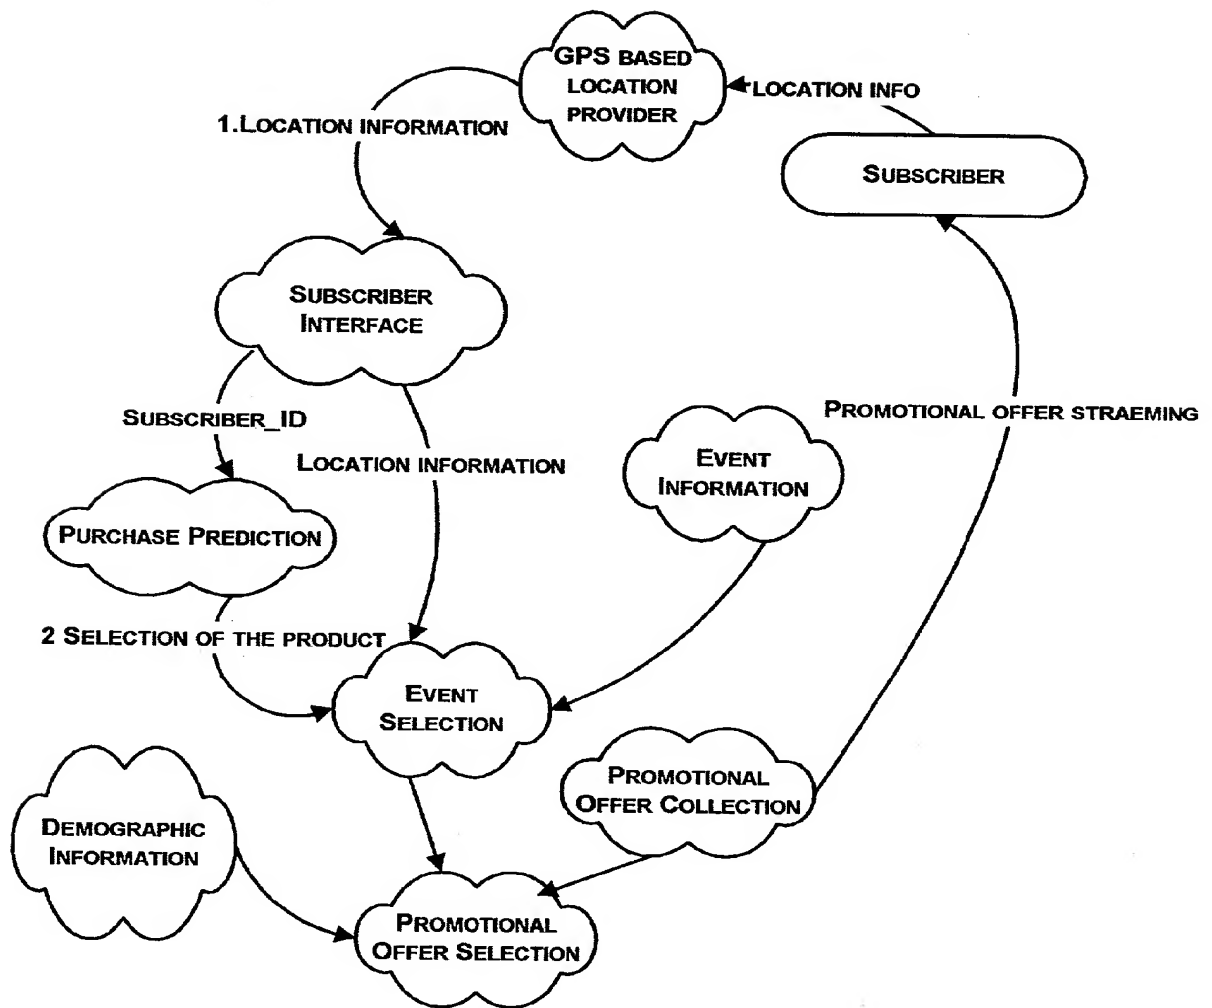 GPS BASED
LOCATION
PROVIDER
LOCATION INFO
1.LOCATION INFORMATION
SUBSCRIBER
SUBSCRIBER
INTERFACE
SUBSCRIBER_ID
PROMOTIONAL OFFER STRAEMING
LOCATION INFORMATION
EVENT
INFORMATION
PURCHASE PREDICTION
2 SELECTION OF THE PRODUCT
EVENT
SELECTION
PROMOTIONAL
OFFER COLLECTION
DEMOGRAPHIC
INFORMATION
PROMOTIONAL
OFFER SELECTION